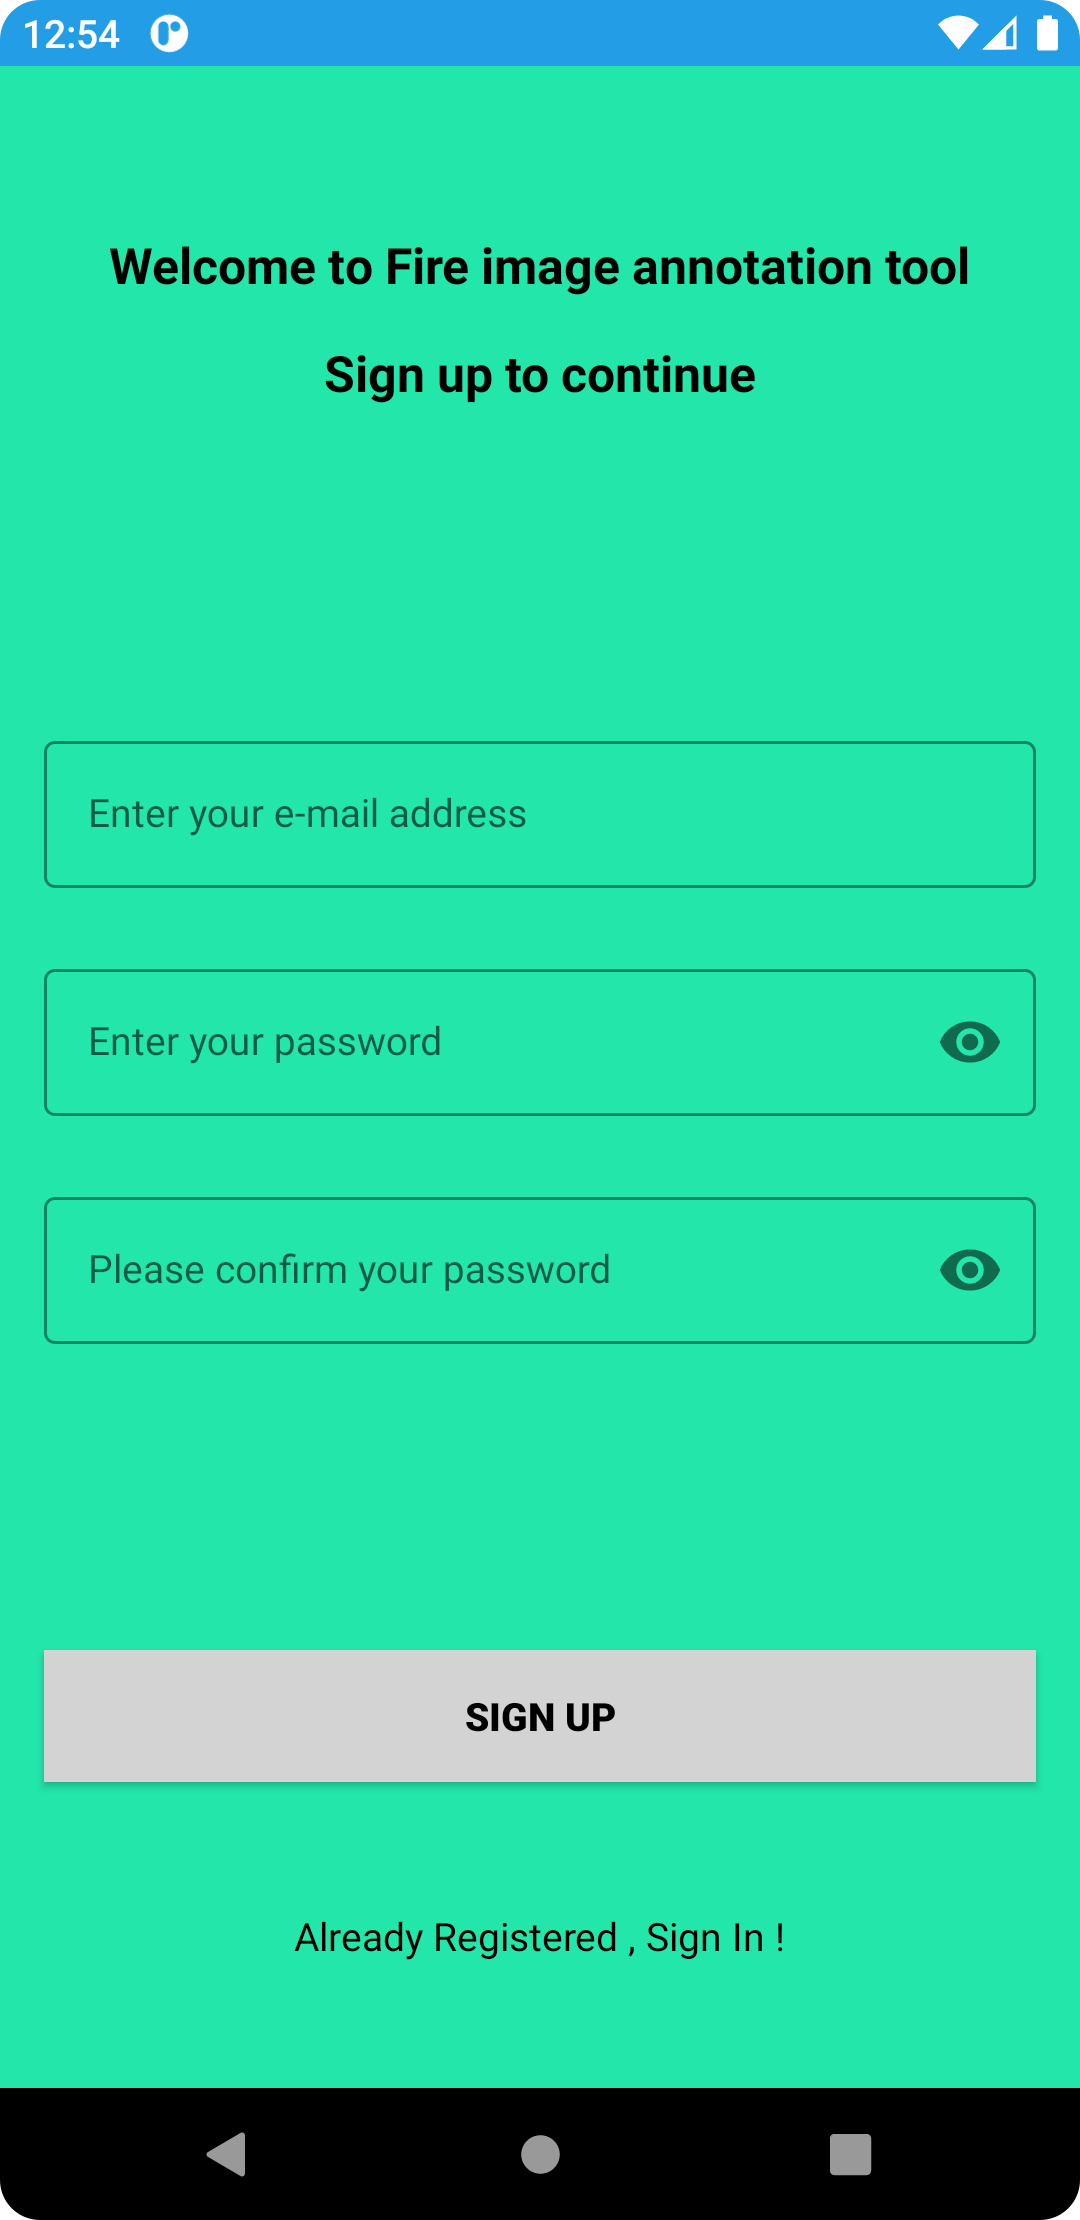 12:54
Welcome to Fire image annotation tool
Sign up to continue
Enter your e-mail address
Enter your password
Please confirm your password
SIGN UP
Already Registered , Sign In !